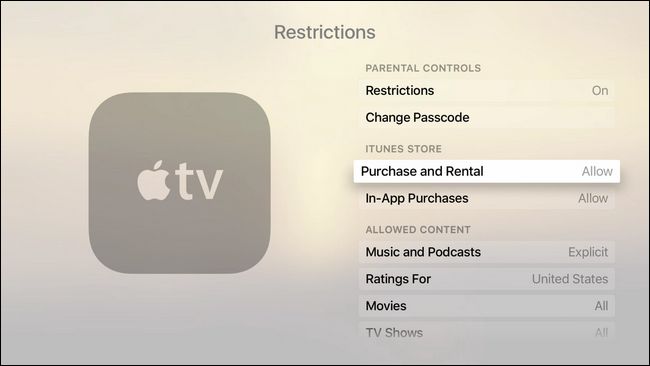 Restrictions
tv
PARENTAL CONTROLS
Restrictions On
Change Passcode
ITUNES STORE
Purchase and Rental Allow
In-App Purchases Allow
ALLOWED CONTENT
Music and Podcasts Explicit
Ratings For United States
Movies All
TV Shows All